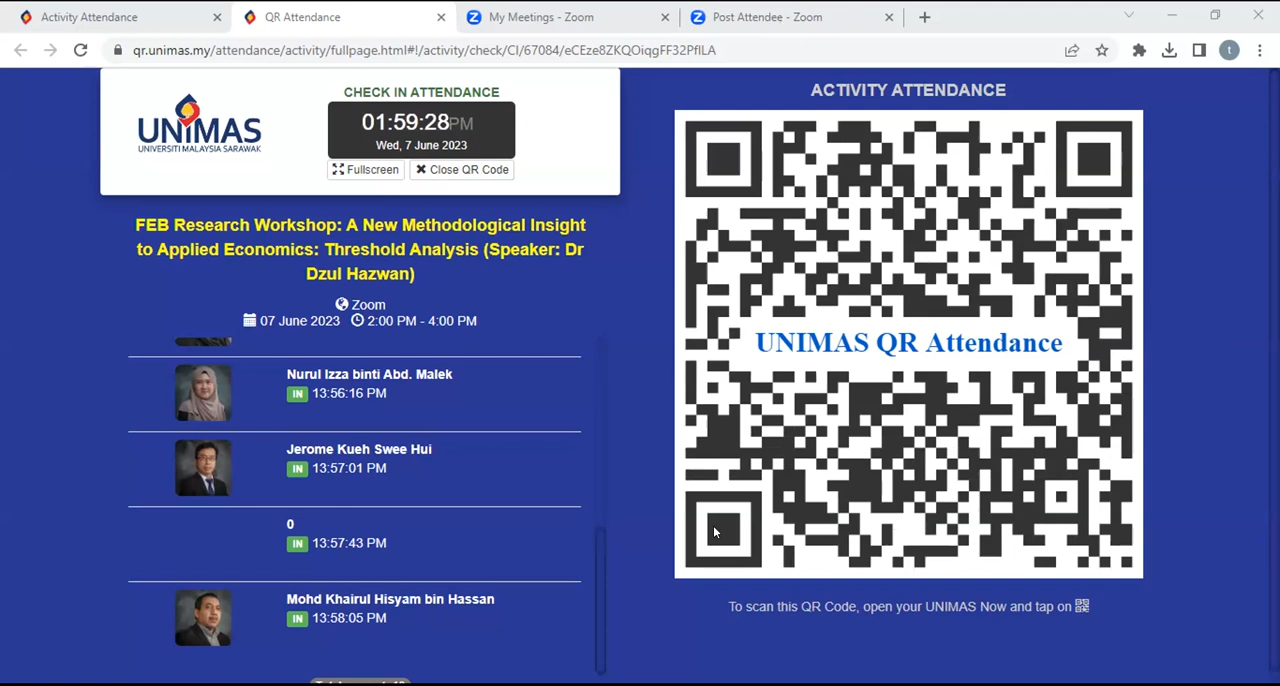 Activity Attendance
QR Attendance
My Meetings - Zoom
Post Attendee - Zoom
qr.unimas.my/attendance/activity/fullpage.html#!/activity/check/CI/67084/eCEze8ZKQOiqgFF32PflLA
t
UNIMAS
UNIVERSITI MALAYSIA SARAWAK
CHECK IN ATTENDANCE
01:59:28PM
Wed, 7 June 2023
Fullscreen
Close QR Code
FEB Research Workshop: A New Methodological Insight
to Applied Economics: Threshold Analysis (Speaker: Dr
Dzul Hazwan)
Zoom
07 June 2023 2:00 PM - 4:00 PM
Nurul Izza binti Abd. Malek
IN 13:56:16 PM
Jerome Kueh Swee Hui
IN 13:57:01 PM
0
IN 13:57:43 PM
Mohd Khairul Hisyam bin Hassan
IN 13:58:05 PM
ACTIVITY ATTENDANCE
UNIMAS QR Attendance
To scan this QR Code, open your UNIMAS Now and tap on